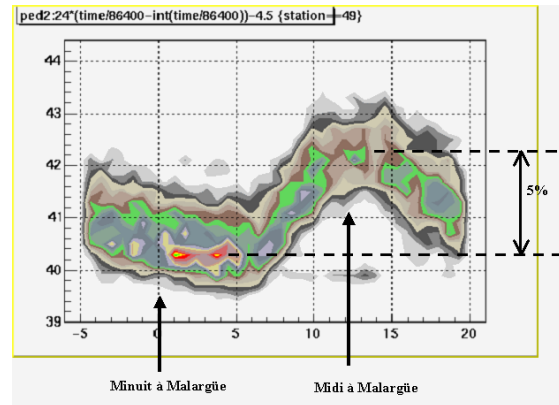 ped2:24*(time/86400-int(time/86400))-4.5 {station==49}
44
43
42
41
40
39
-5 0 5 10 15 20
5%
Minuit à Malargüe
Midi à Malargüe